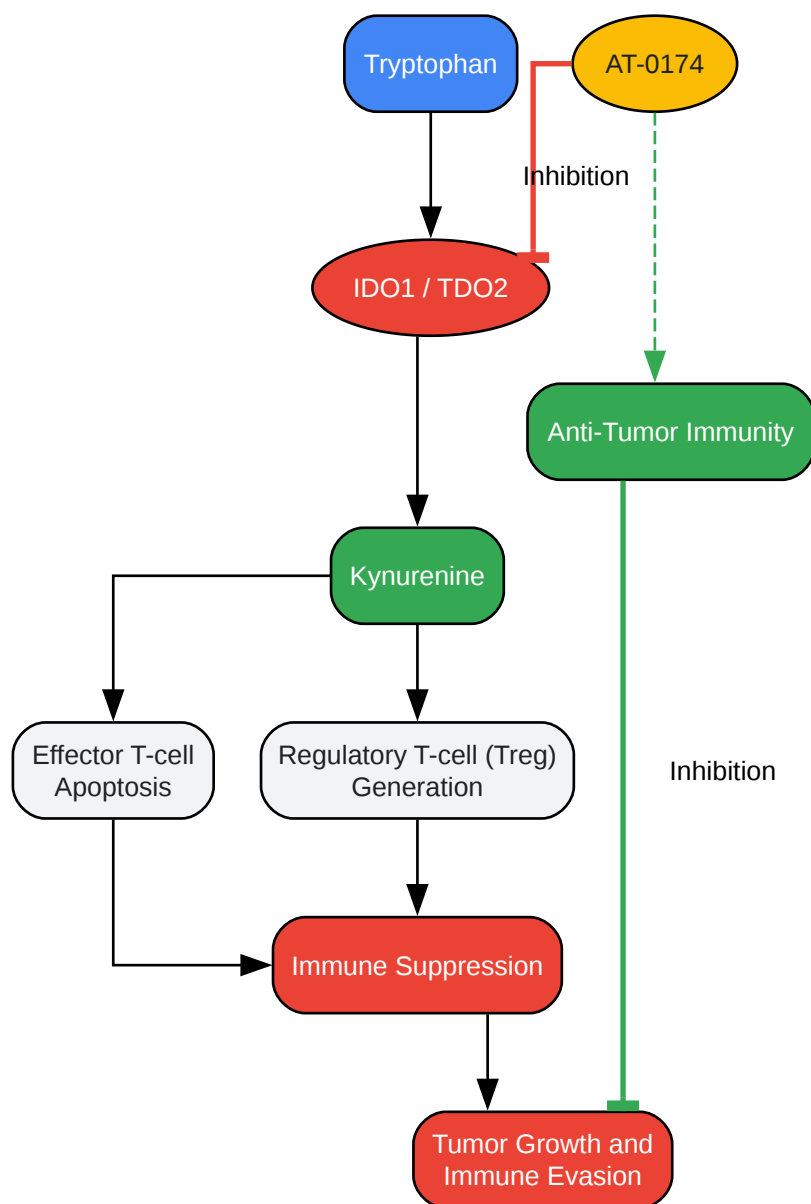 Tryptophan
AT-0174
Inhibition
IDO1 / TDO2
Anti-Tumor Immunity
Kynurenine
Effector T-cell
Apoptosis
Regulatory T-cell (Treg)
Generation
Inhibition
Immune Suppression
Tumor Growth and
Immune Evasion